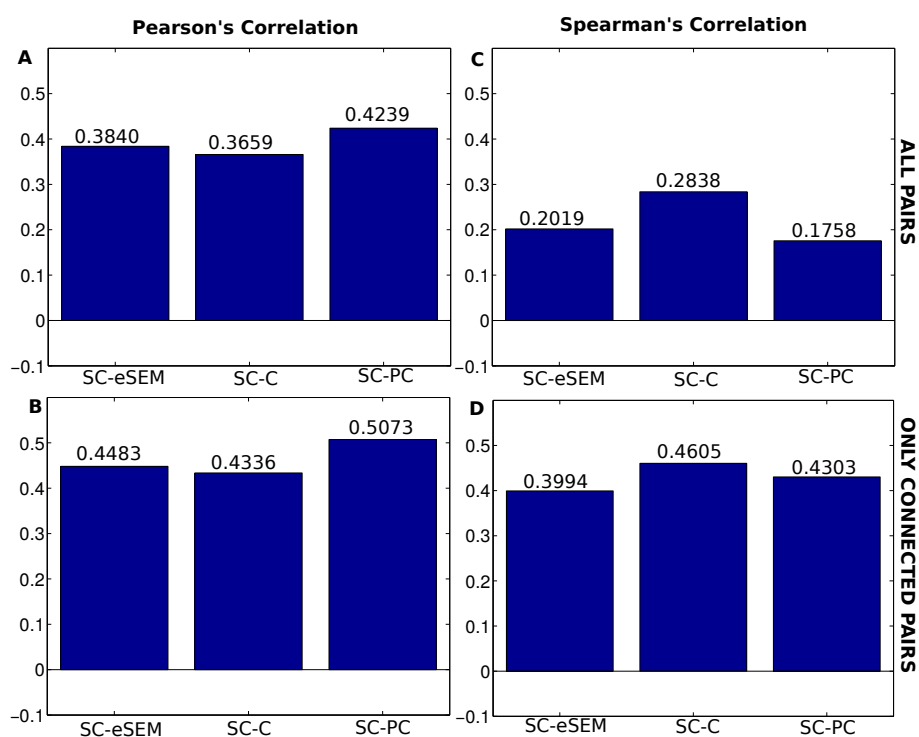 Pearson's Correlation
Spearman's Correlation
A
0.5
0.4
0.3
0.2
0.1
0
−0.1
0.3840
0.3659
0.4239
SC-eSEM
SC-C
SC-PC
C
0.5
0.4
0.3
0.2
0.1
0
−0.1
0.2019
0.2838
0.1758
SC-eSEM
SC-C
SC-PC
ALL PAIRS
B
0.5
0.4
0.3
0.2
0.1
0
−0.1
0.4483
0.4336
0.5073
SC-eSEM
SC-C
SC-PC
D
0.5
0.4
0.3
0.2
0.1
0
−0.1
0.3994
0.4605
0.4303
SC-eSEM
SC-C
SC-PC
ONLY CONNECTED PAIRS